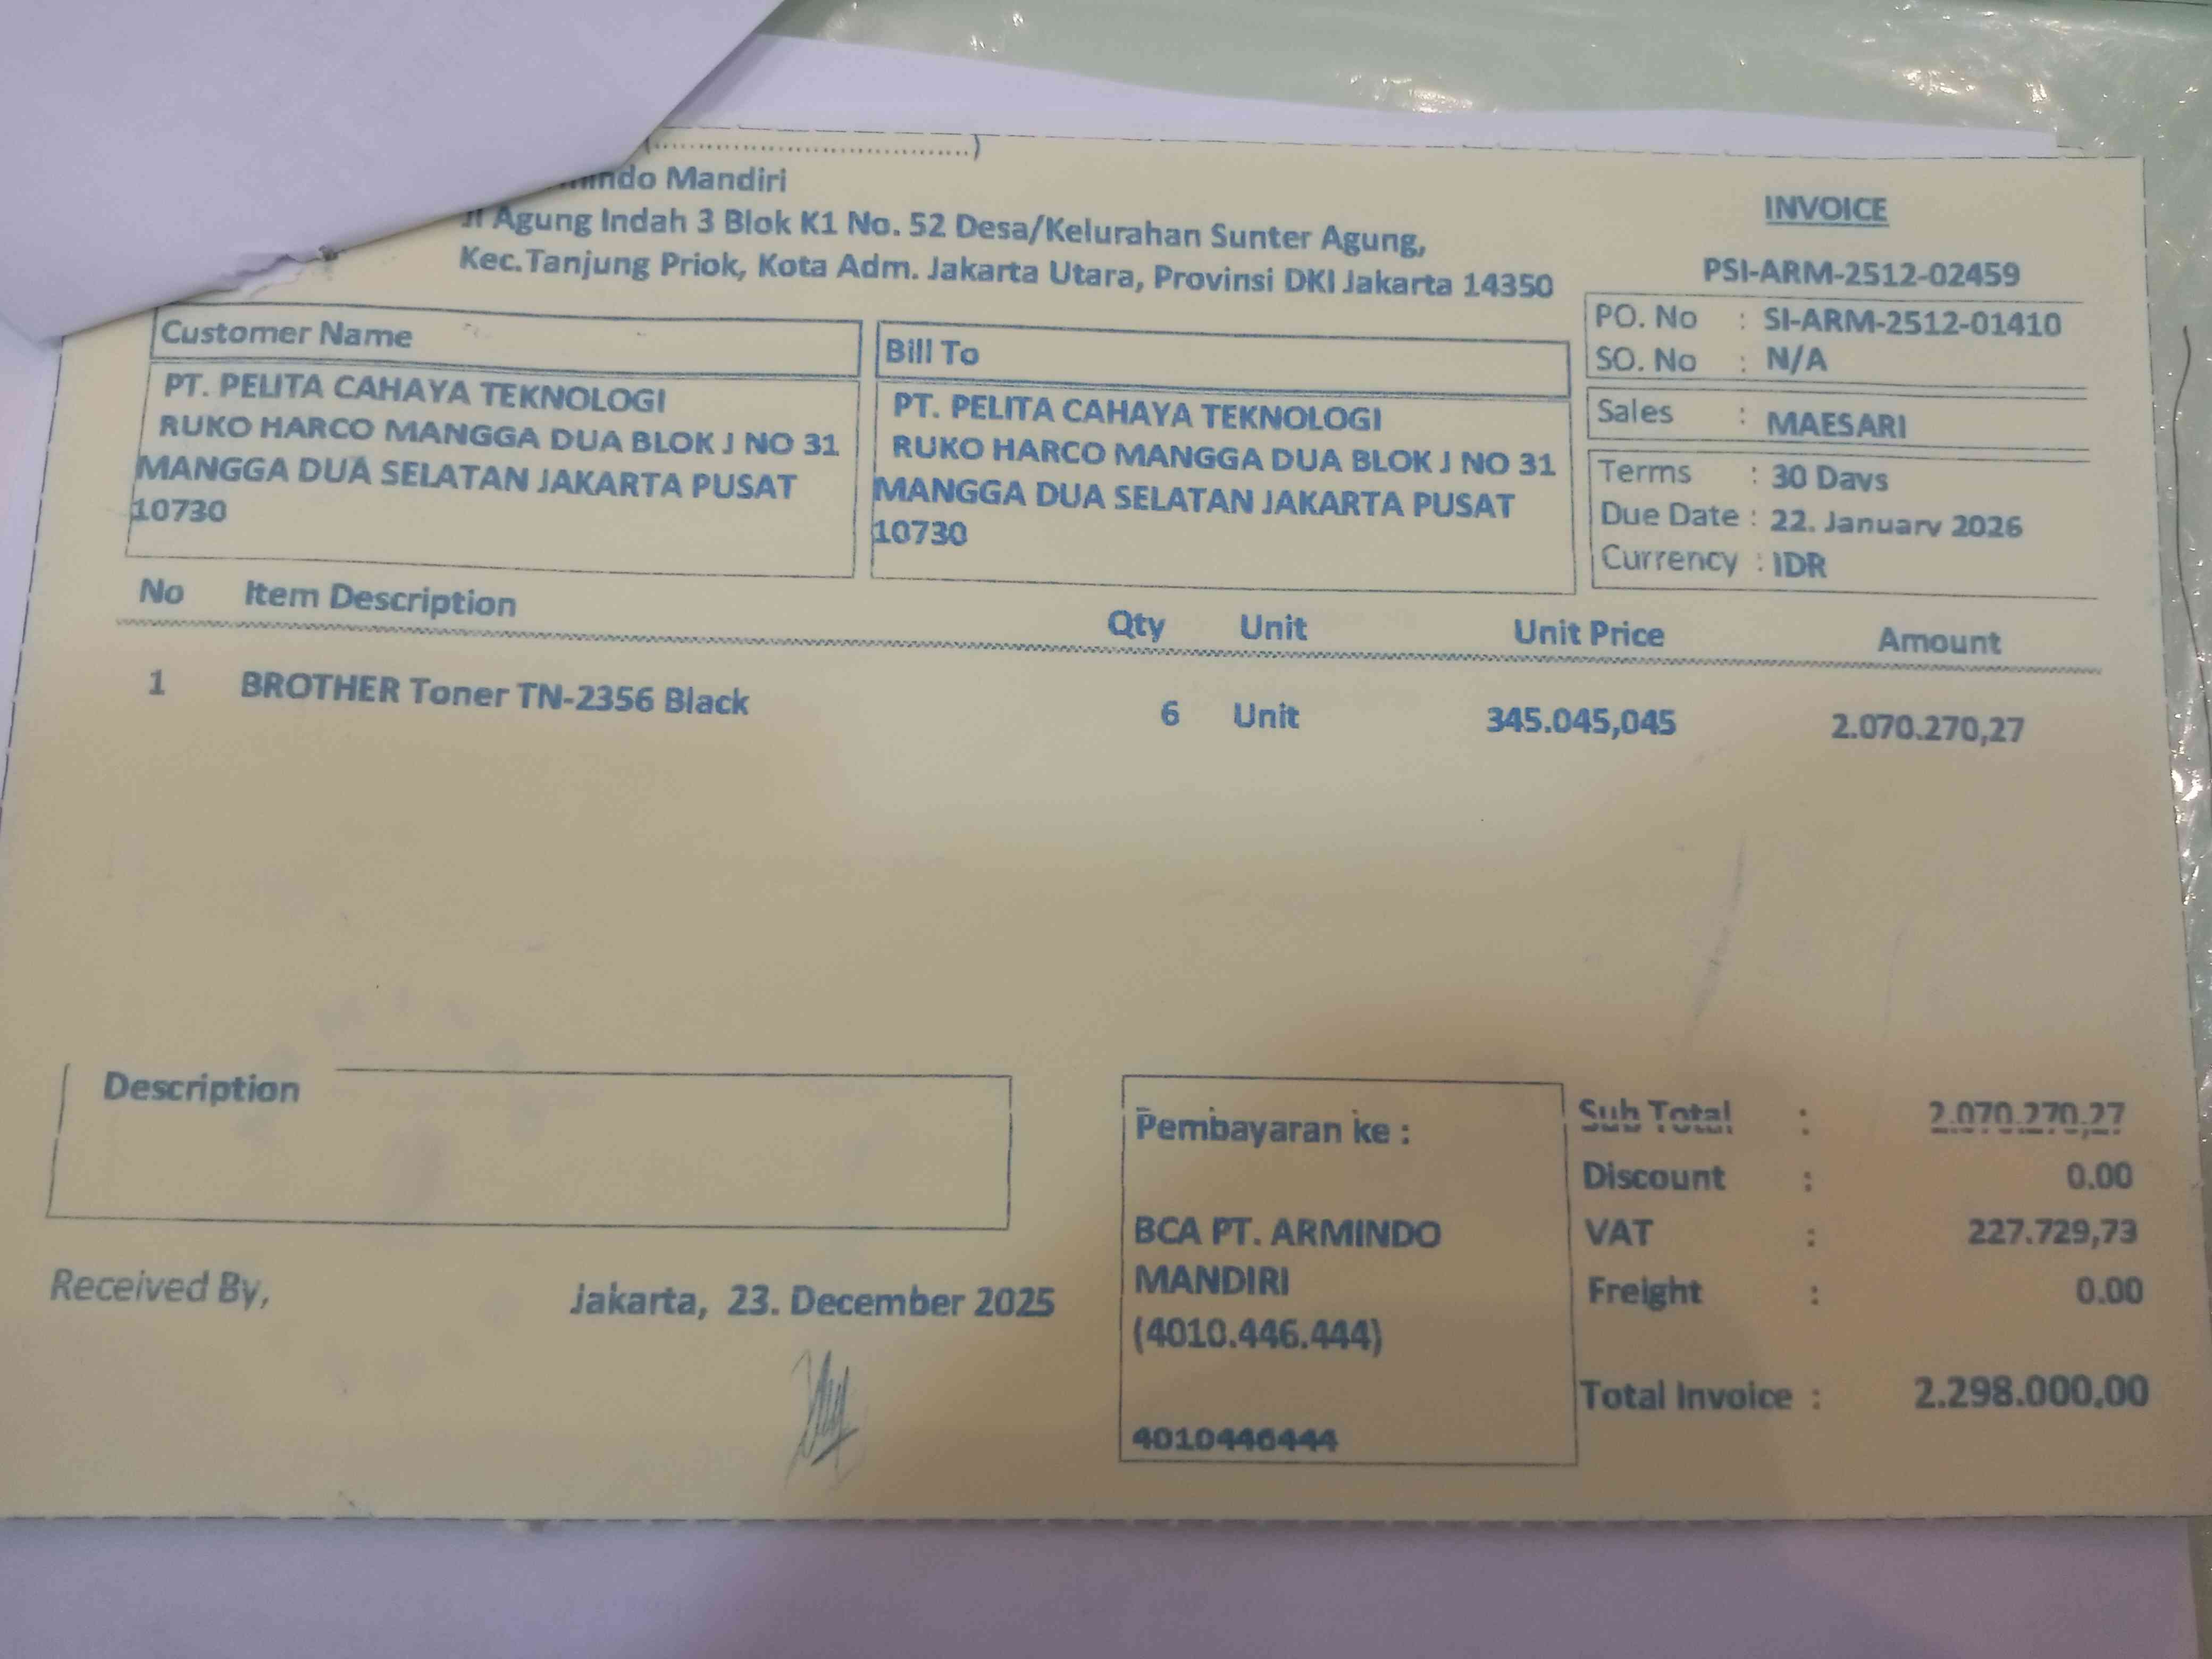 (....................................)
Mandiri
Jl Agung Indah 3 Blok K1 No. 52 Desa/Kelurahan Sunter Agung,
Kec.Tanjung Priok, Kota Adm. Jakarta Utara, Provinsi DKI Jakarta 14350
INVOICE
PSI-ARM-2512-02459
PO. No : SI-ARM-2512-01410
SO. No : N/A
Sales : MAESARI
Terms : 30 Days
Due Date : 22. January 2026
Currency : IDR
Customer Name
PT. PELITA CAHAYA TEKNOLOGI
RUKO HARCO MANGGA DUA BLOK J NO 31
MANGGA DUA SELATAN JAKARTA PUSAT
10730
Bill To
PT. PELITA CAHAYA TEKNOLOGI
RUKO HARCO MANGGA DUA BLOK J NO 31
MANGGA DUA SELATAN JAKARTA PUSAT
10730
No Item Description Qty Unit Unit Price Amount
1 BROTHER Toner TN-2356 Black 6 Unit 345.045,045 2.070.270,27
Description
Received By,
Jakarta, 23. December 2025
Pembayaran ke :
BCA PT. ARMINDO
MANDIRI
(4010.446.444)
4010446444
Sub Total : 2.070.270,27
Discount : 0.00
VAT : 227.729,73
Freight : 0.00
Total Invoice : 2.298.000,00